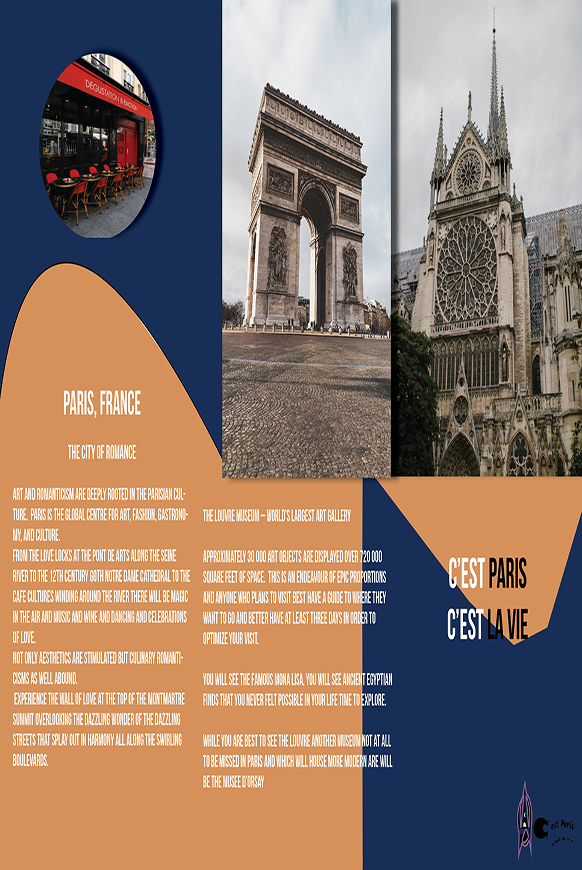 DEGUSTATION & EMOTION
PARIS, FRANCE
THE CITY OF ROMANCE
ART AND ROMANTICISM ARE DEEPLY ROOTED IN THE PARISIAN CUL-
TURE. PARIS IS THE GLOBAL CENTRE FOR ART, FASHION, GASTRONO-
MY, AND CULTURE.
FROM THE LOVE LOCKS AT THE PONT DE ARTS ALONG THE SEINE
RIVER TO THE 12TH CENTURY GOTH NOTRE DAME CATHEDRAL TO THE
CAFE CULTURES WINDING AROUND THE RIVER THERE WILL BE MAGIC
IN THE AIR AND MUSIC AND WINE AND DANCING AND CELEBRATIONS
OF LOVE.
NOT ONLY AESTHETICS ARE STIMULATED BUT CULINARY ROMANTI-
CISMS AS WELL ABOUND.
EXPERIENCE THE WALL OF LOVE AT THE TOP OF THE MONTMARTRE
SUMMIT OVERLOOKING THE DAZZLING WONDER OF THE DAZZLING
STREETS THAT SPLAY OUT IN HARMONY ALL ALONG THE SWIRLING
BOULEVARDS.
THE LOUVRE MUSEUM – WORLD'S LARGEST ART GALLERY
APPROXIMATELY 30 000 ART OBJECTS ARE DISPLAYED OVER 720 000
SQUARE FEET OF SPACE. THIS IS AN ENDEAVOUR OF EPIC PROPORTIONS
AND ANYONE WHO PLANS TO VISIT BEST HAVE A GUIDE TO WHERE THEY
WANT TO GO AND BETTER HAVE AT LEAST THREE DAYS IN ORDER TO
OPTIMIZE YOUR VISIT.
YOU WILL SEE THE FAMOUS MONA LISA, YOU WILL SEE ANCIENT EGYPTIAN
FINDS THAT YOU NEVER FELT POSSIBLE IN YOUR LIFE TIME TO EXPLORE.
WHILE YOU ARE BEST TO SEE THE LOUVRE ANOTHER MUSEUM NOT AT ALL
TO BE MISSED IN PARIS AND WHICH WILL HOUSE MORE MODERN ARE WILL
BE THE MUSEE D'ORSAY
C'EST PARIS
C'EST LA VIE
C'est Paris